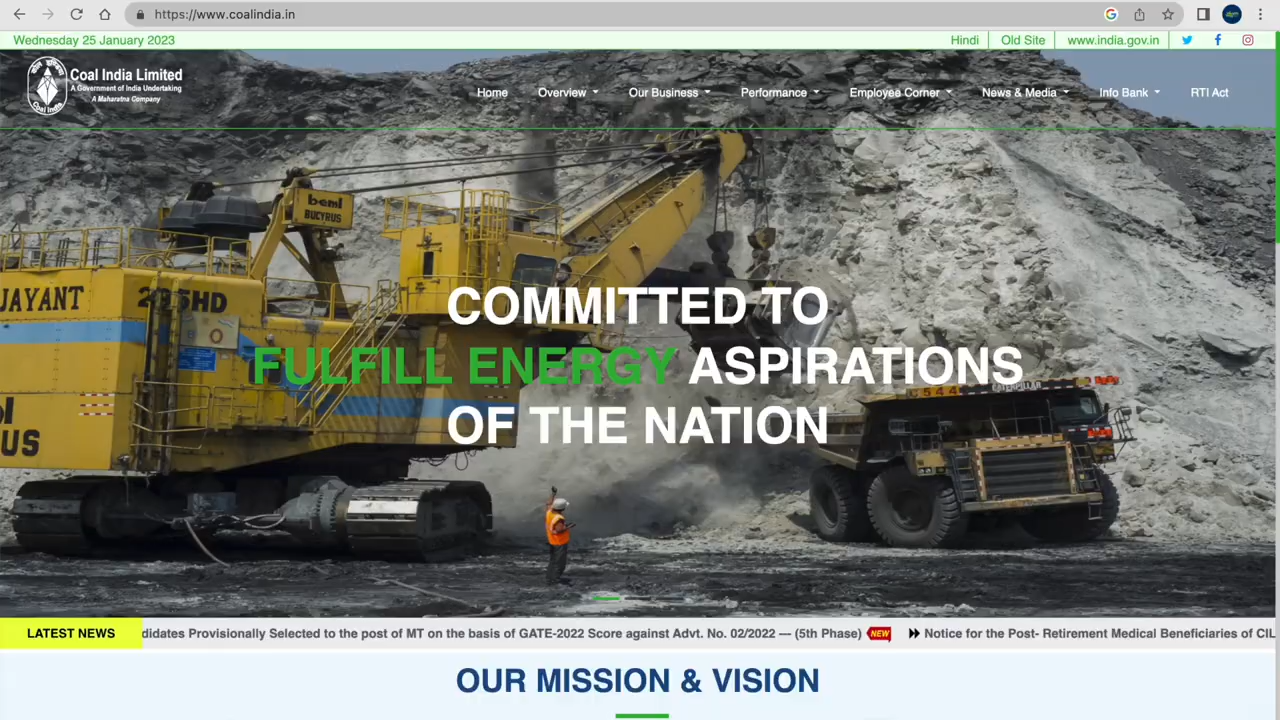 https://www.coalindia.in
Wednesday 25 January 2023
Hindi
Old Site
www.india.gov.in
Coal India Limited
A Government of India Undertaking
A Maharatna Company
Home
Overview
Our Business
Performance
Employee Corner
News & Media
Info Bank
RTI Act
beml
BUCYRUS
JAYANT
295HD
COMMITTED TO
FULFILL ENERGY ASPIRATIONS
OF THE NATION
C 544
CATERPILLAR
US
LATEST NEWS
didates Provisionally Selected to the post of MT on the basis of GATE-2022 Score against Advt. No. 02/2022 — (5th Phase) NEW
Notice for the Post- Retirement Medical Beneficiaries of CIL
OUR MISSION & VISION